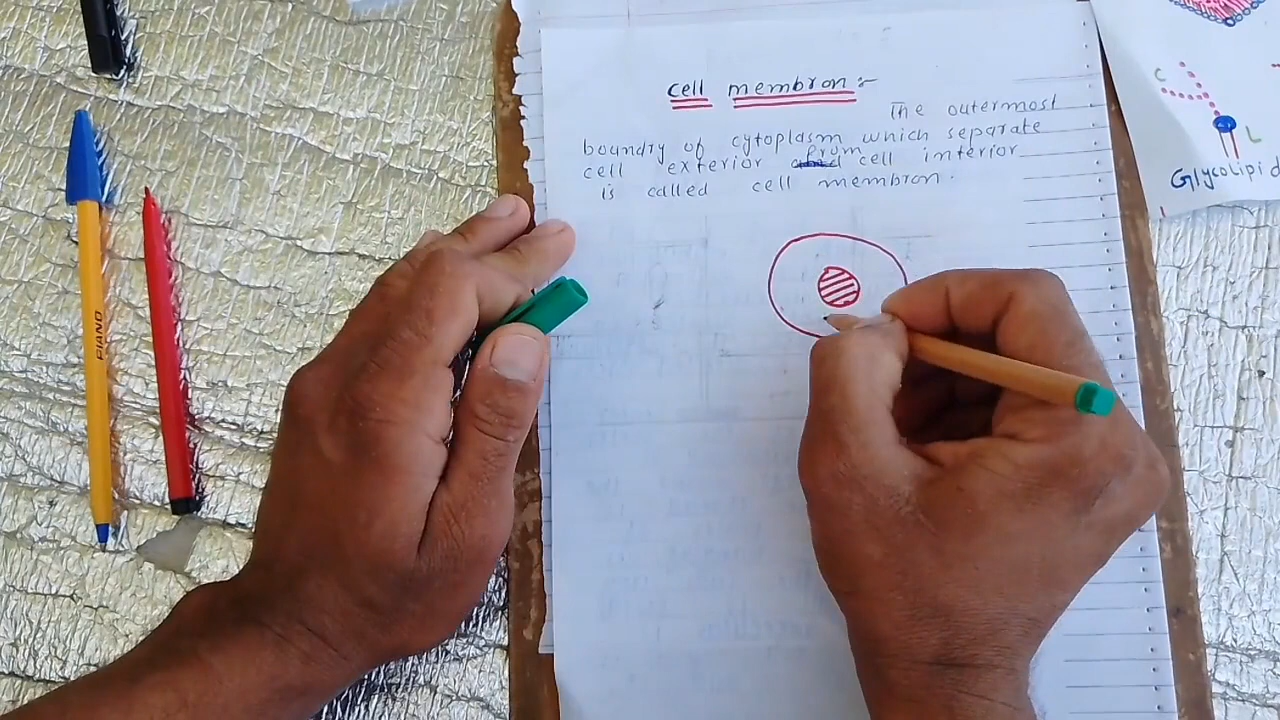 cell membron :-
The outermost
boundry of cytoplasm which separate
cell exterior from cell interior
is called cell membron.
C
L
Glycolipid
PIANO